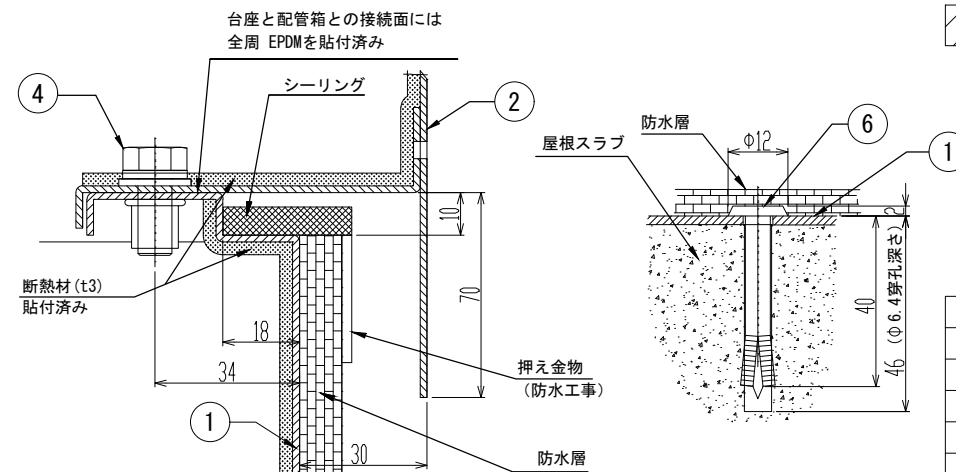 台座と配管箱との接続面には
全周 EPDMを貼付済み
シーリング
4
2
10
70
断熱材(t3)
貼付済み
18
34
押え金物
(防水工事)
1
30
防水層
防水層
6
屋根スラブ
φ12
1
2
40
46 (φ6.4穿孔深さ)